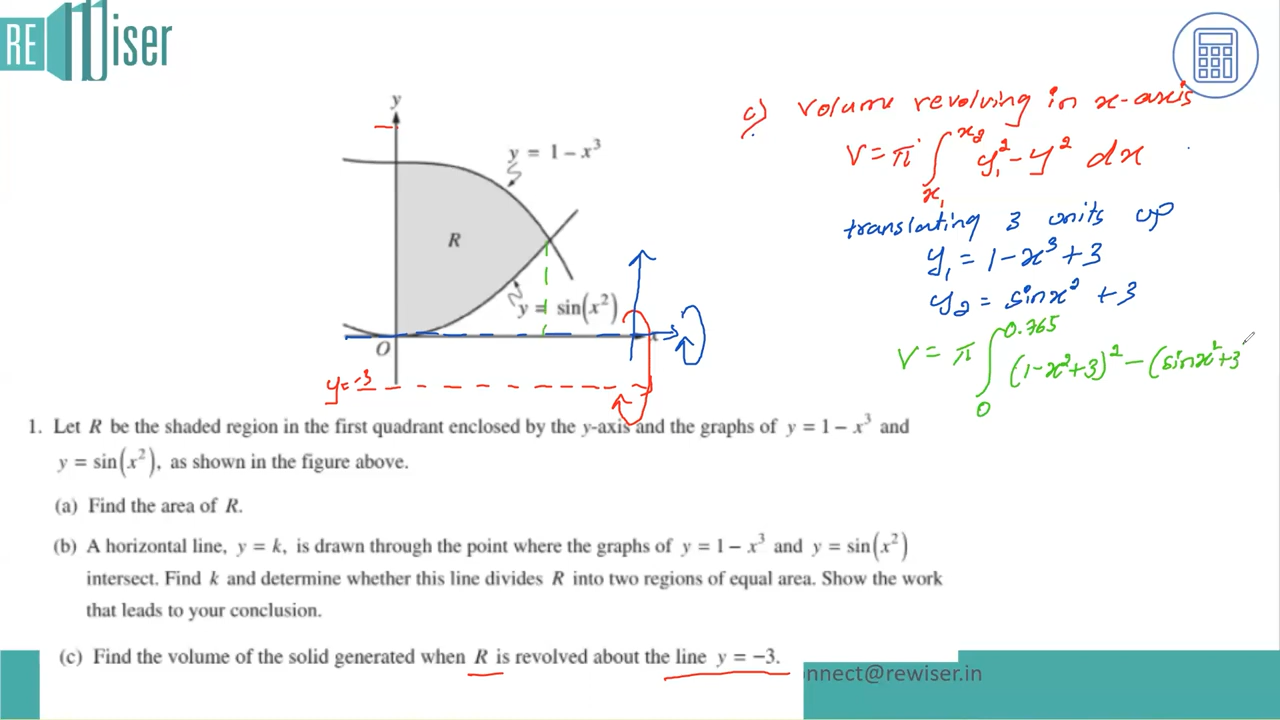 REWiser
y
y = 1 − x³
R
y = sin(x²)
O
x
y = -3
c) volume revolving in x-axis
V = π ∫ₓ₁ˣ² y₁² - y² dx
translating 3 units up
y₁ = 1 - x³ + 3
y₂ = sinx² + 3
V = π ∫₀^0.765 (1-x²+3)² - (sinx²+3
1. Let R be the shaded region in the first quadrant enclosed by the y-axis and the graphs of y = 1 − x³ and
y = sin(x²), as shown in the figure above.
(a) Find the area of R.
(b) A horizontal line, y = k, is drawn through the point where the graphs of y = 1 − x³ and y = sin(x²)
intersect. Find k and determine whether this line divides R into two regions of equal area. Show the work
that leads to your conclusion.
(c) Find the volume of the solid generated when R is revolved about the line y = −3.
nnect@rewiser.in